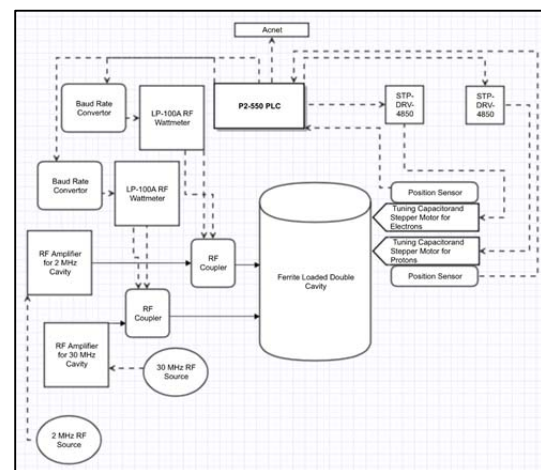 Acnet
Baud Rate
Convertor
LP-100A RF
Wattmeter
P2-550 PLC
STP-
DRV-
4850
STP-
DRV-
4850
Baud Rate
Convertor
LP-100A RF
Wattmeter
Position Sensor
Tuning Capacitorand
Stepper Motor for
Electrons
Tuning Capacitorand
Stepper Motor for
Protons
Position Sensor
RF Amplifier
for 2 MHz
Cavity
RF
Coupler
Ferrite Loaded Double
Cavity
RF
Coupler
RF Amplifier
for 30 MHz
Cavity
30 MHz RF
Source
2 MHz RF
Source